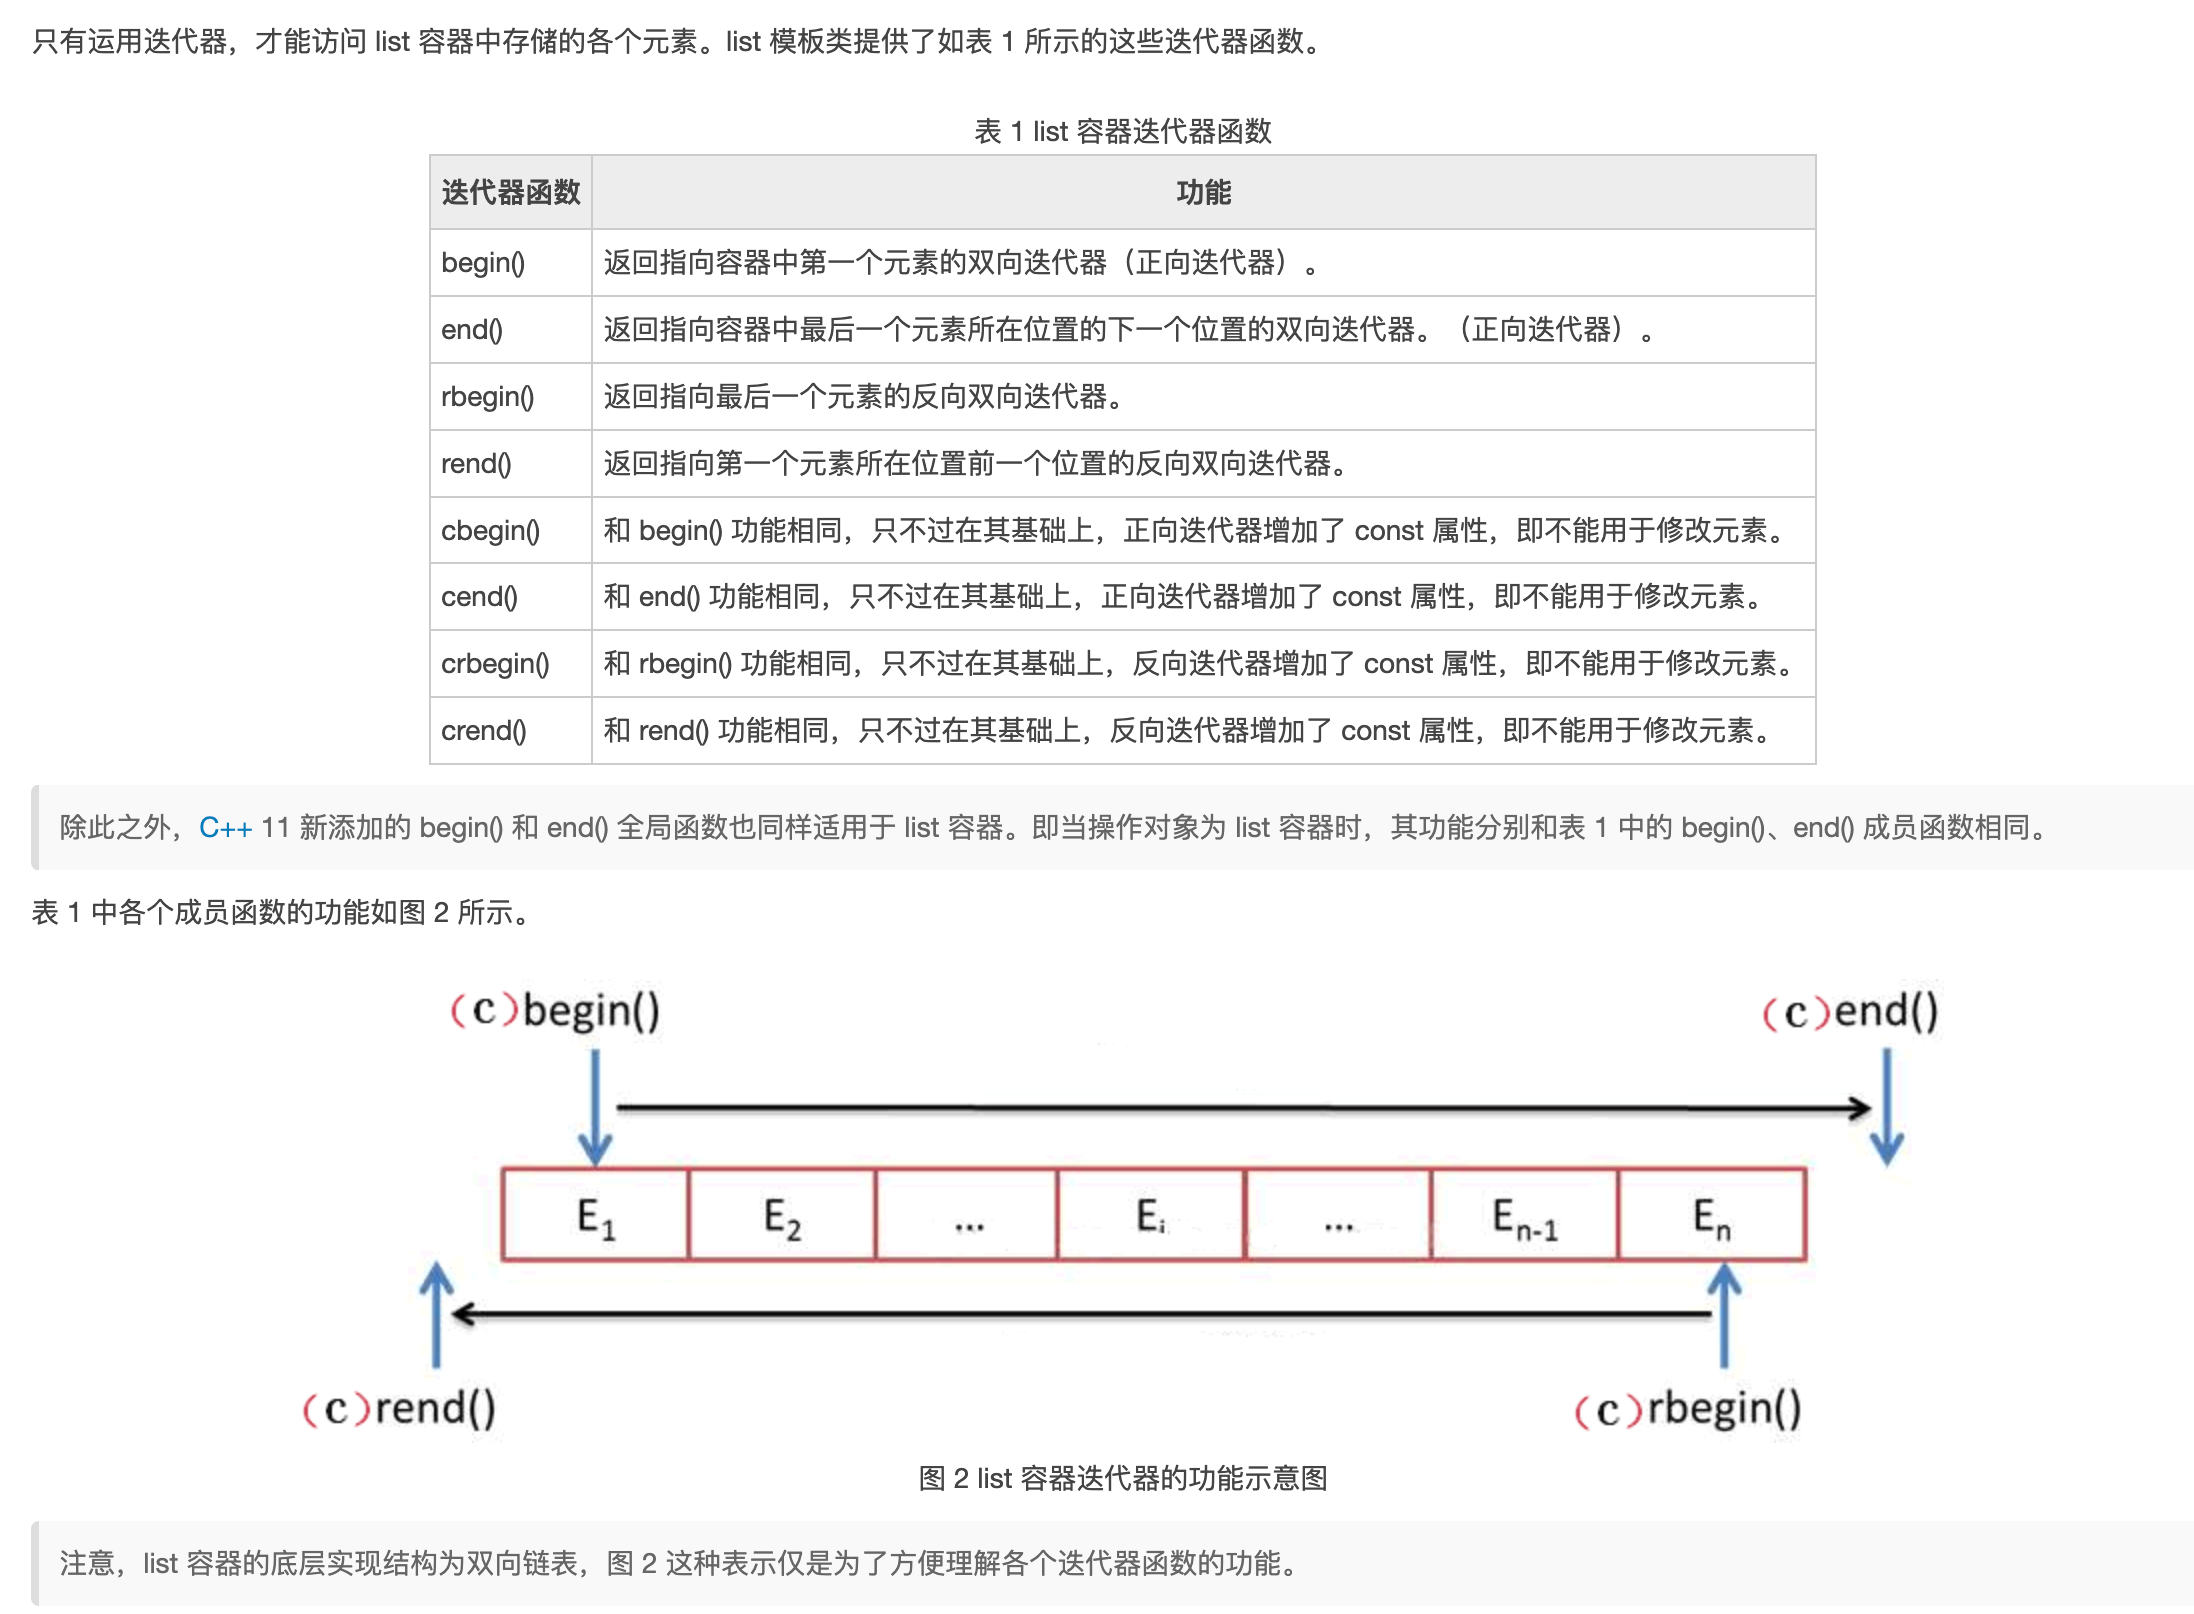 只有运用迭代器，才能访问 list 容器中存储的各个元素。list 模板类提供了如表 1 所示的这些迭代器函数。
表 1 list 容器迭代器函数
迭代器函数 功能
begin() 返回指向容器中第一个元素的双向迭代器（正向迭代器）。
end() 返回指向容器中最后一个元素所在位置的下一个位置的双向迭代器。（正向迭代器）。
rbegin() 返回指向最后一个元素的反向双向迭代器。
rend() 返回指向第一个元素所在位置前一个位置的反向双向迭代器。
cbegin() 和 begin() 功能相同，只不过在其基础上，正向迭代器增加了 const 属性，即不能用于修改元素。
cend() 和 end() 功能相同，只不过在其基础上，正向迭代器增加了 const 属性，即不能用于修改元素。
crbegin() 和 rbegin() 功能相同，只不过在其基础上，反向迭代器增加了 const 属性，即不能用于修改元素。
crend() 和 rend() 功能相同，只不过在其基础上，反向迭代器增加了 const 属性，即不能用于修改元素。
除此之外，C++ 11 新添加的 begin() 和 end() 全局函数也同样适用于 list 容器。即当操作对象为 list 容器时，其功能分别和表 1 中的 begin()、end() 成员函数相同。
表 1 中各个成员函数的功能如图 2 所示。
(c)begin() (c)end()
E1 E2 ... Ei ... En-1 En
(c)rend() (c)rbegin()
图 2 list 容器迭代器的功能示意图
注意，list 容器的底层实现结构为双向链表，图 2 这种表示仅是为了方便理解各个迭代器函数的功能。